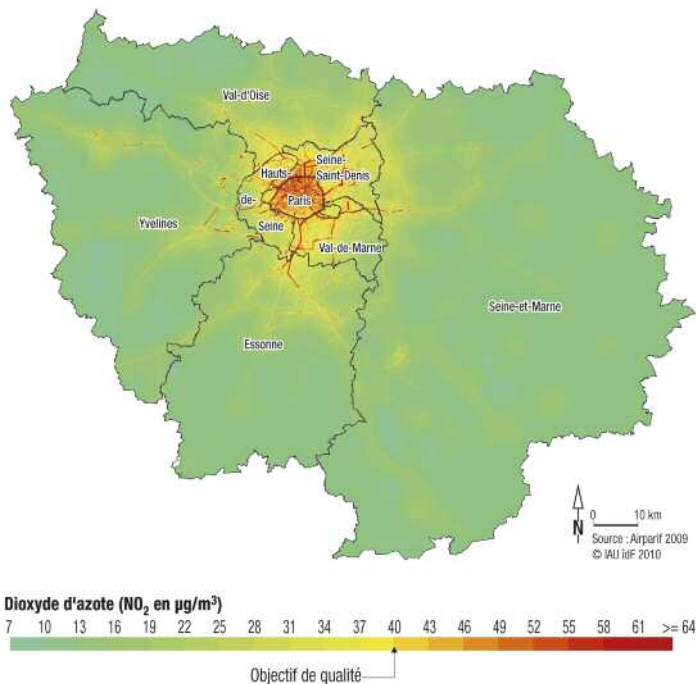 Val-d'Oise
Hauts-
Seine-
Saint-Denis
de-
Paris
Yvelines
Seine
Val-de-Marne
Seine-et-Marne
Essonne
N
0 10 km
Source : Airparif 2009
© IAU îdF 2010
Dioxyde d'azote (NO₂ en µg/m³)
7 10 13 16 19 22 25 28 31 34 37 40 43 46 49 52 55 58 61 >= 64
Objectif de qualité